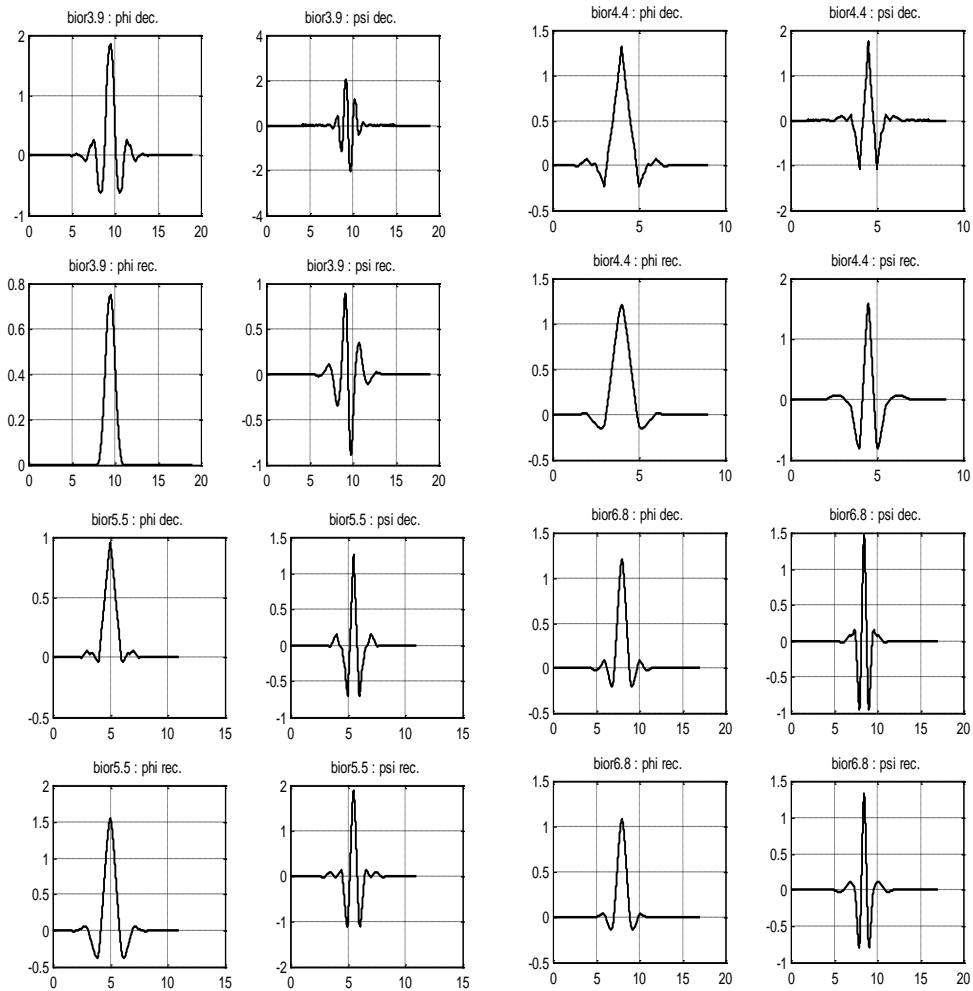 bior3.9 : phi dec.
2
1
0
-1
0 5 10 15 20
bior3.9 : psi dec.
4
2
0
-2
-4
0 5 10 15 20
bior4.4 : phi dec.
1.5
1
0.5
0
-0.5
0 5 10
bior4.4 : psi dec.
2
1
0
-1
-2
0 5 10
bior3.9 : phi rec.
0.8
0.6
0.4
0.2
0
0 5 10 15 20
bior3.9 : psi rec.
1
0.5
0
-0.5
-1
0 5 10 15 20
bior4.4 : phi rec.
1.5
1
0.5
0
-0.5
0 5 10
bior4.4 : psi rec.
2
1
0
-1
0 5 10
bior5.5 : phi dec.
1
0.5
0
-0.5
0 5 10 15
bior5.5 : psi dec.
1.5
1
0.5
0
-0.5
-1
0 5 10 15
bior6.8 : phi dec.
1.5
1
0.5
0
-0.5
0 5 10 15 20
bior6.8 : psi dec.
1.5
1
0.5
0
-0.5
-1
0 5 10 15 20
bior5.5 : phi rec.
2
1.5
1
0.5
0
-0.5
0 5 10 15
bior5.5 : psi rec.
2
1
0
-1
-2
0 5 10 15
bior6.8 : phi rec.
1.5
1
0.5
0
-0.5
0 5 10 15 20
bior6.8 : psi rec.
1.5
1
0.5
0
-0.5
-1
0 5 10 15 20